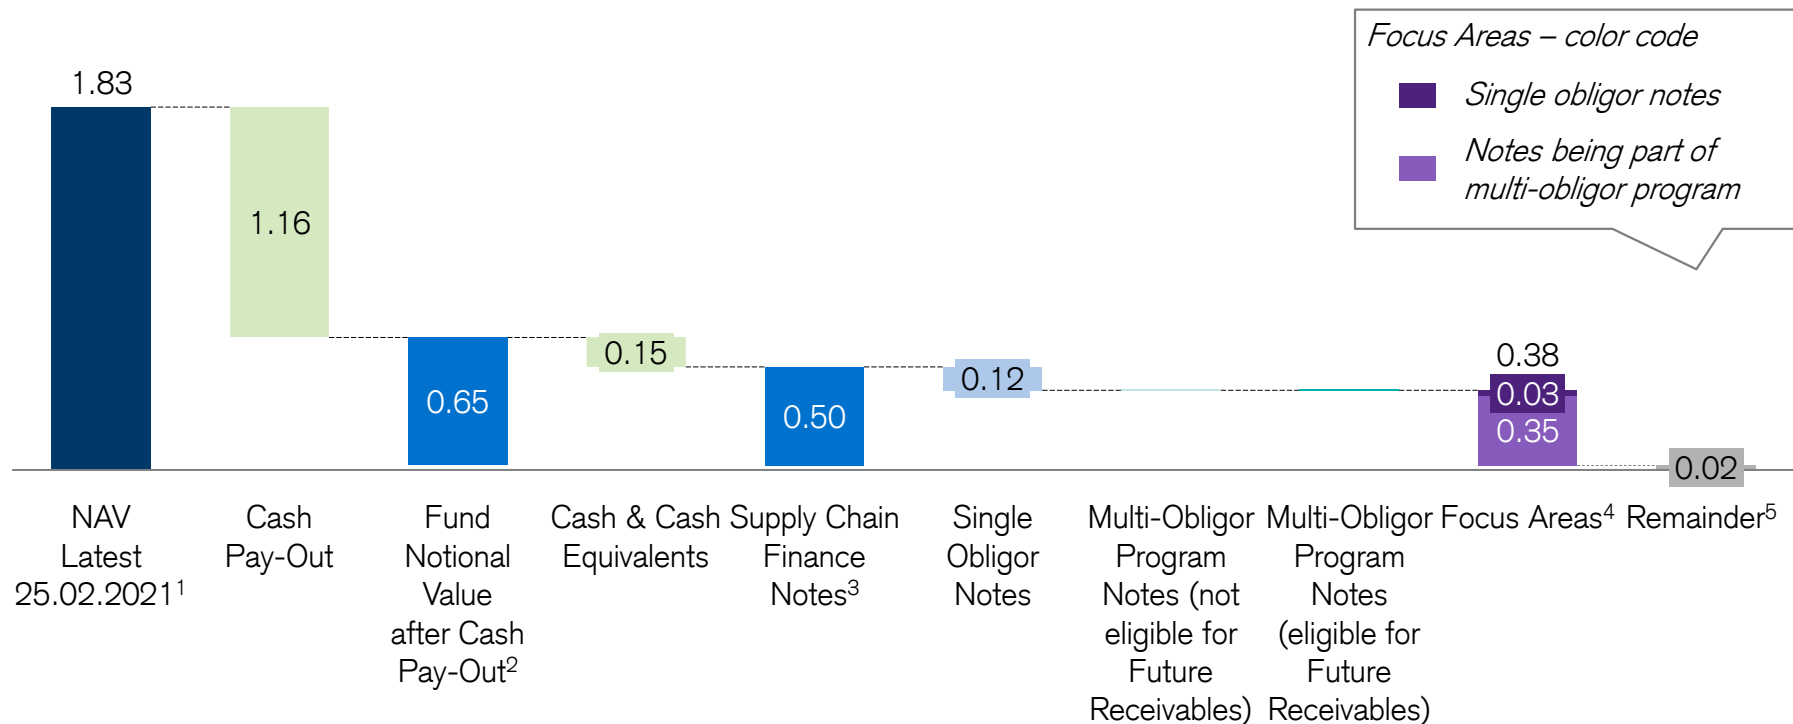 Focus Areas – color code
Single obligor notes
Notes being part of
multi-obligor program
1.83
1.16
0.65
0.15
0.50
0.12
0.38
0.03
0.35
0.02
NAV
Latest
25.02.2021¹
Cash
Pay-Out
Fund
Notional
Value
after Cash
Pay-Out²
Cash & Cash
Equivalents
Supply Chain
Finance
Notes³
Single
Obligor
Notes
Multi-Obligor
Program
Notes (not
eligible for
Future
Receivables)
Multi-Obligor
Program
Notes
(eligible for
Future
Receivables)
Focus Areas⁴
Remainder⁵